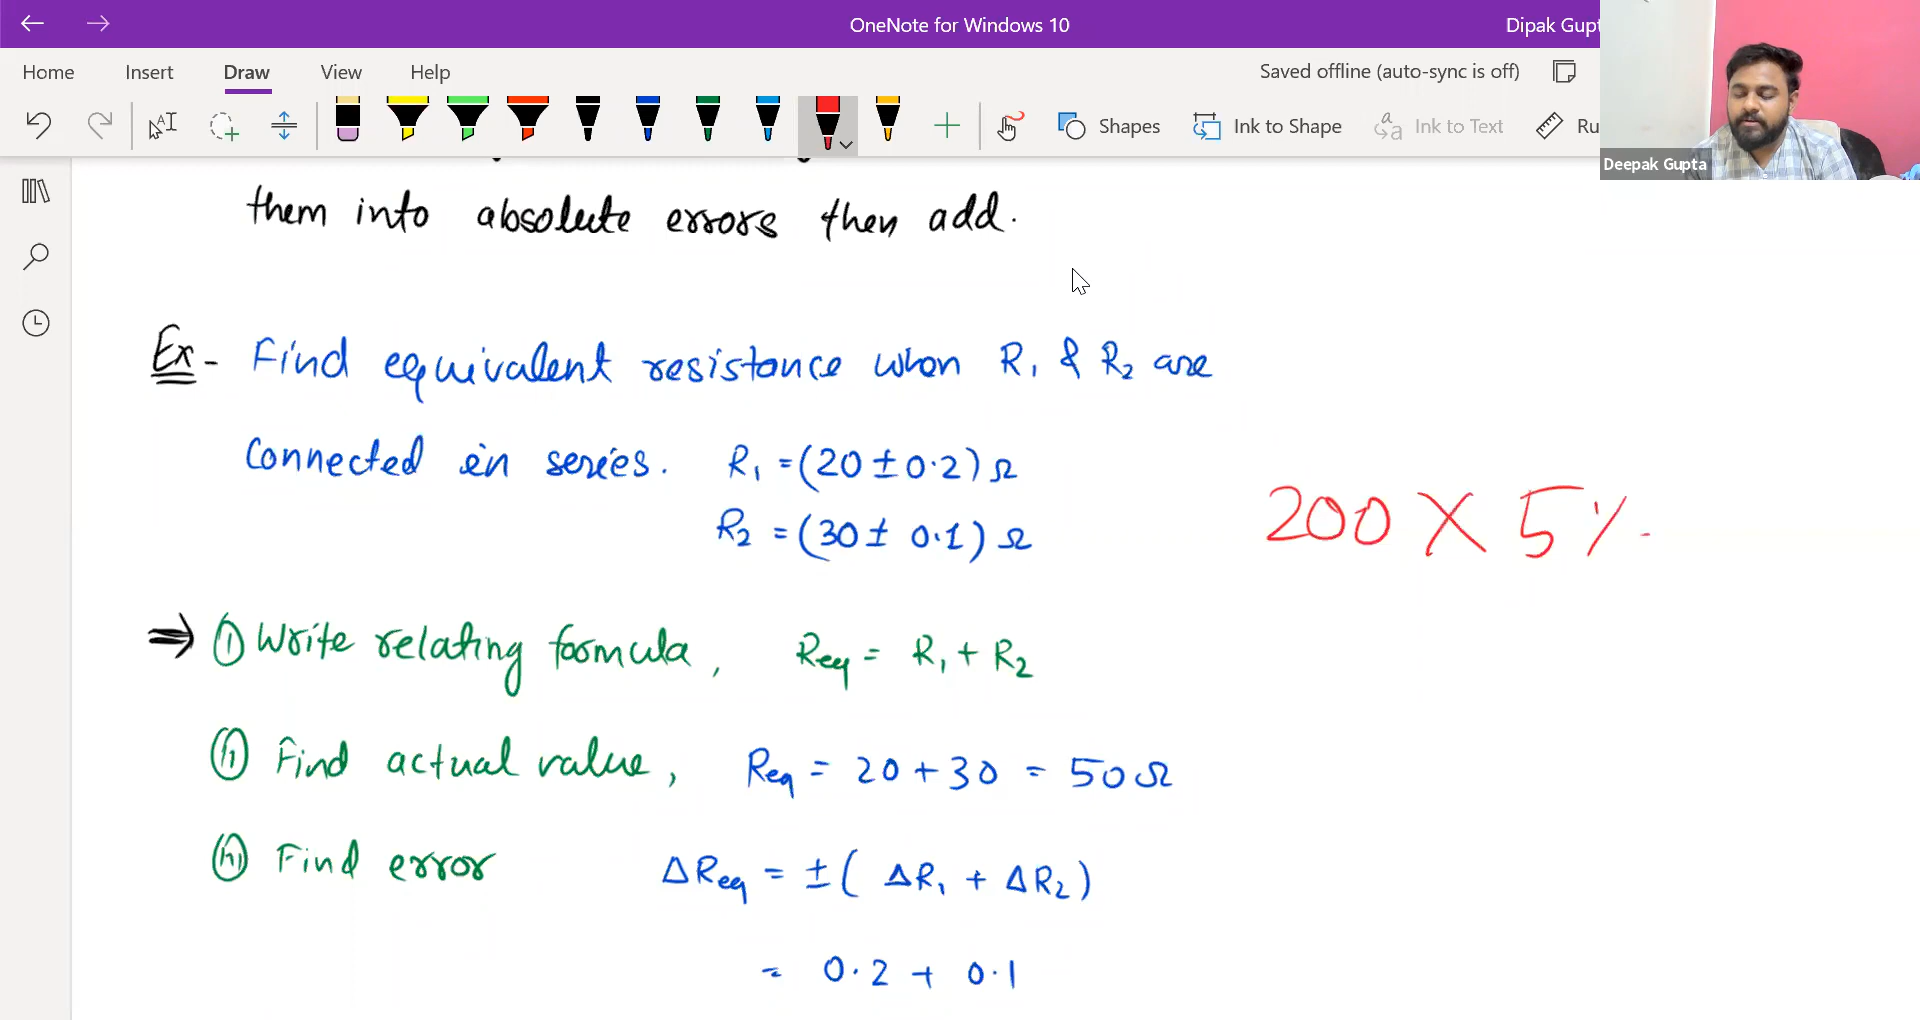 OneNote for Windows 10
Dipak Gupt
Home Insert Draw View Help
Saved offline (auto-sync is off)
Shapes Ink to Shape Ink to Text Ru
Deepak Gupta
them into absolute errors then add.
Ex- Find equivalent resistance when R₁ & R₂ are
Connected in series. R₁ = (20 ± 0.2) Ω
R₂ = (30 ± 0.1) Ω
200 X 5%
⇒ (i) Write relating formula, Req = R₁ + R₂
(ii) Find actual value, Req = 20 + 30 = 50 Ω
(iii) Find error ΔReq = ±( ΔR₁ + ΔR₂)
= 0.2 + 0.1